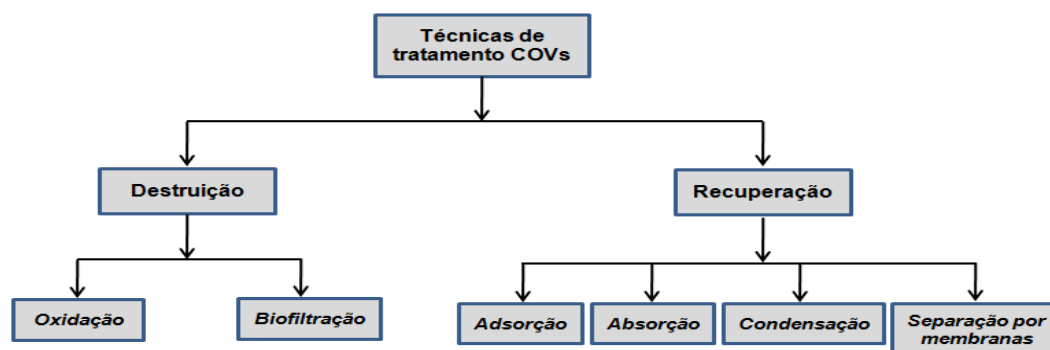 Técnicas de
tratamento COVs
Destruição
Recuperação
Oxidação
Biofiltração
Adsorção
Absorção
Condensação
Separação por
membranas